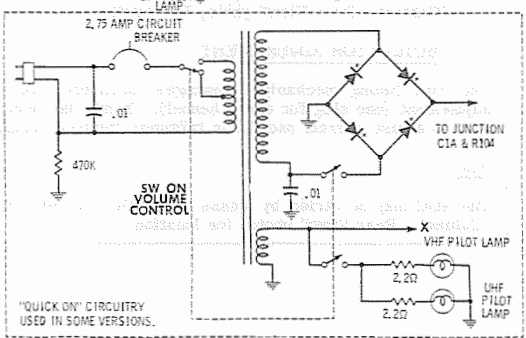 LAMP
2.75 AMP CIRCUIT
BREAKER
.01
470K
SW ON
VOLUME
CONTROL
.01
TO JUNCTION
C1A & R104
X
VHF PILOT LAMP
2.2Ω
2.2Ω
UHF
PILOT
LAMP
"QUICK ON" CIRCUITRY
USED IN SOME VERSIONS.